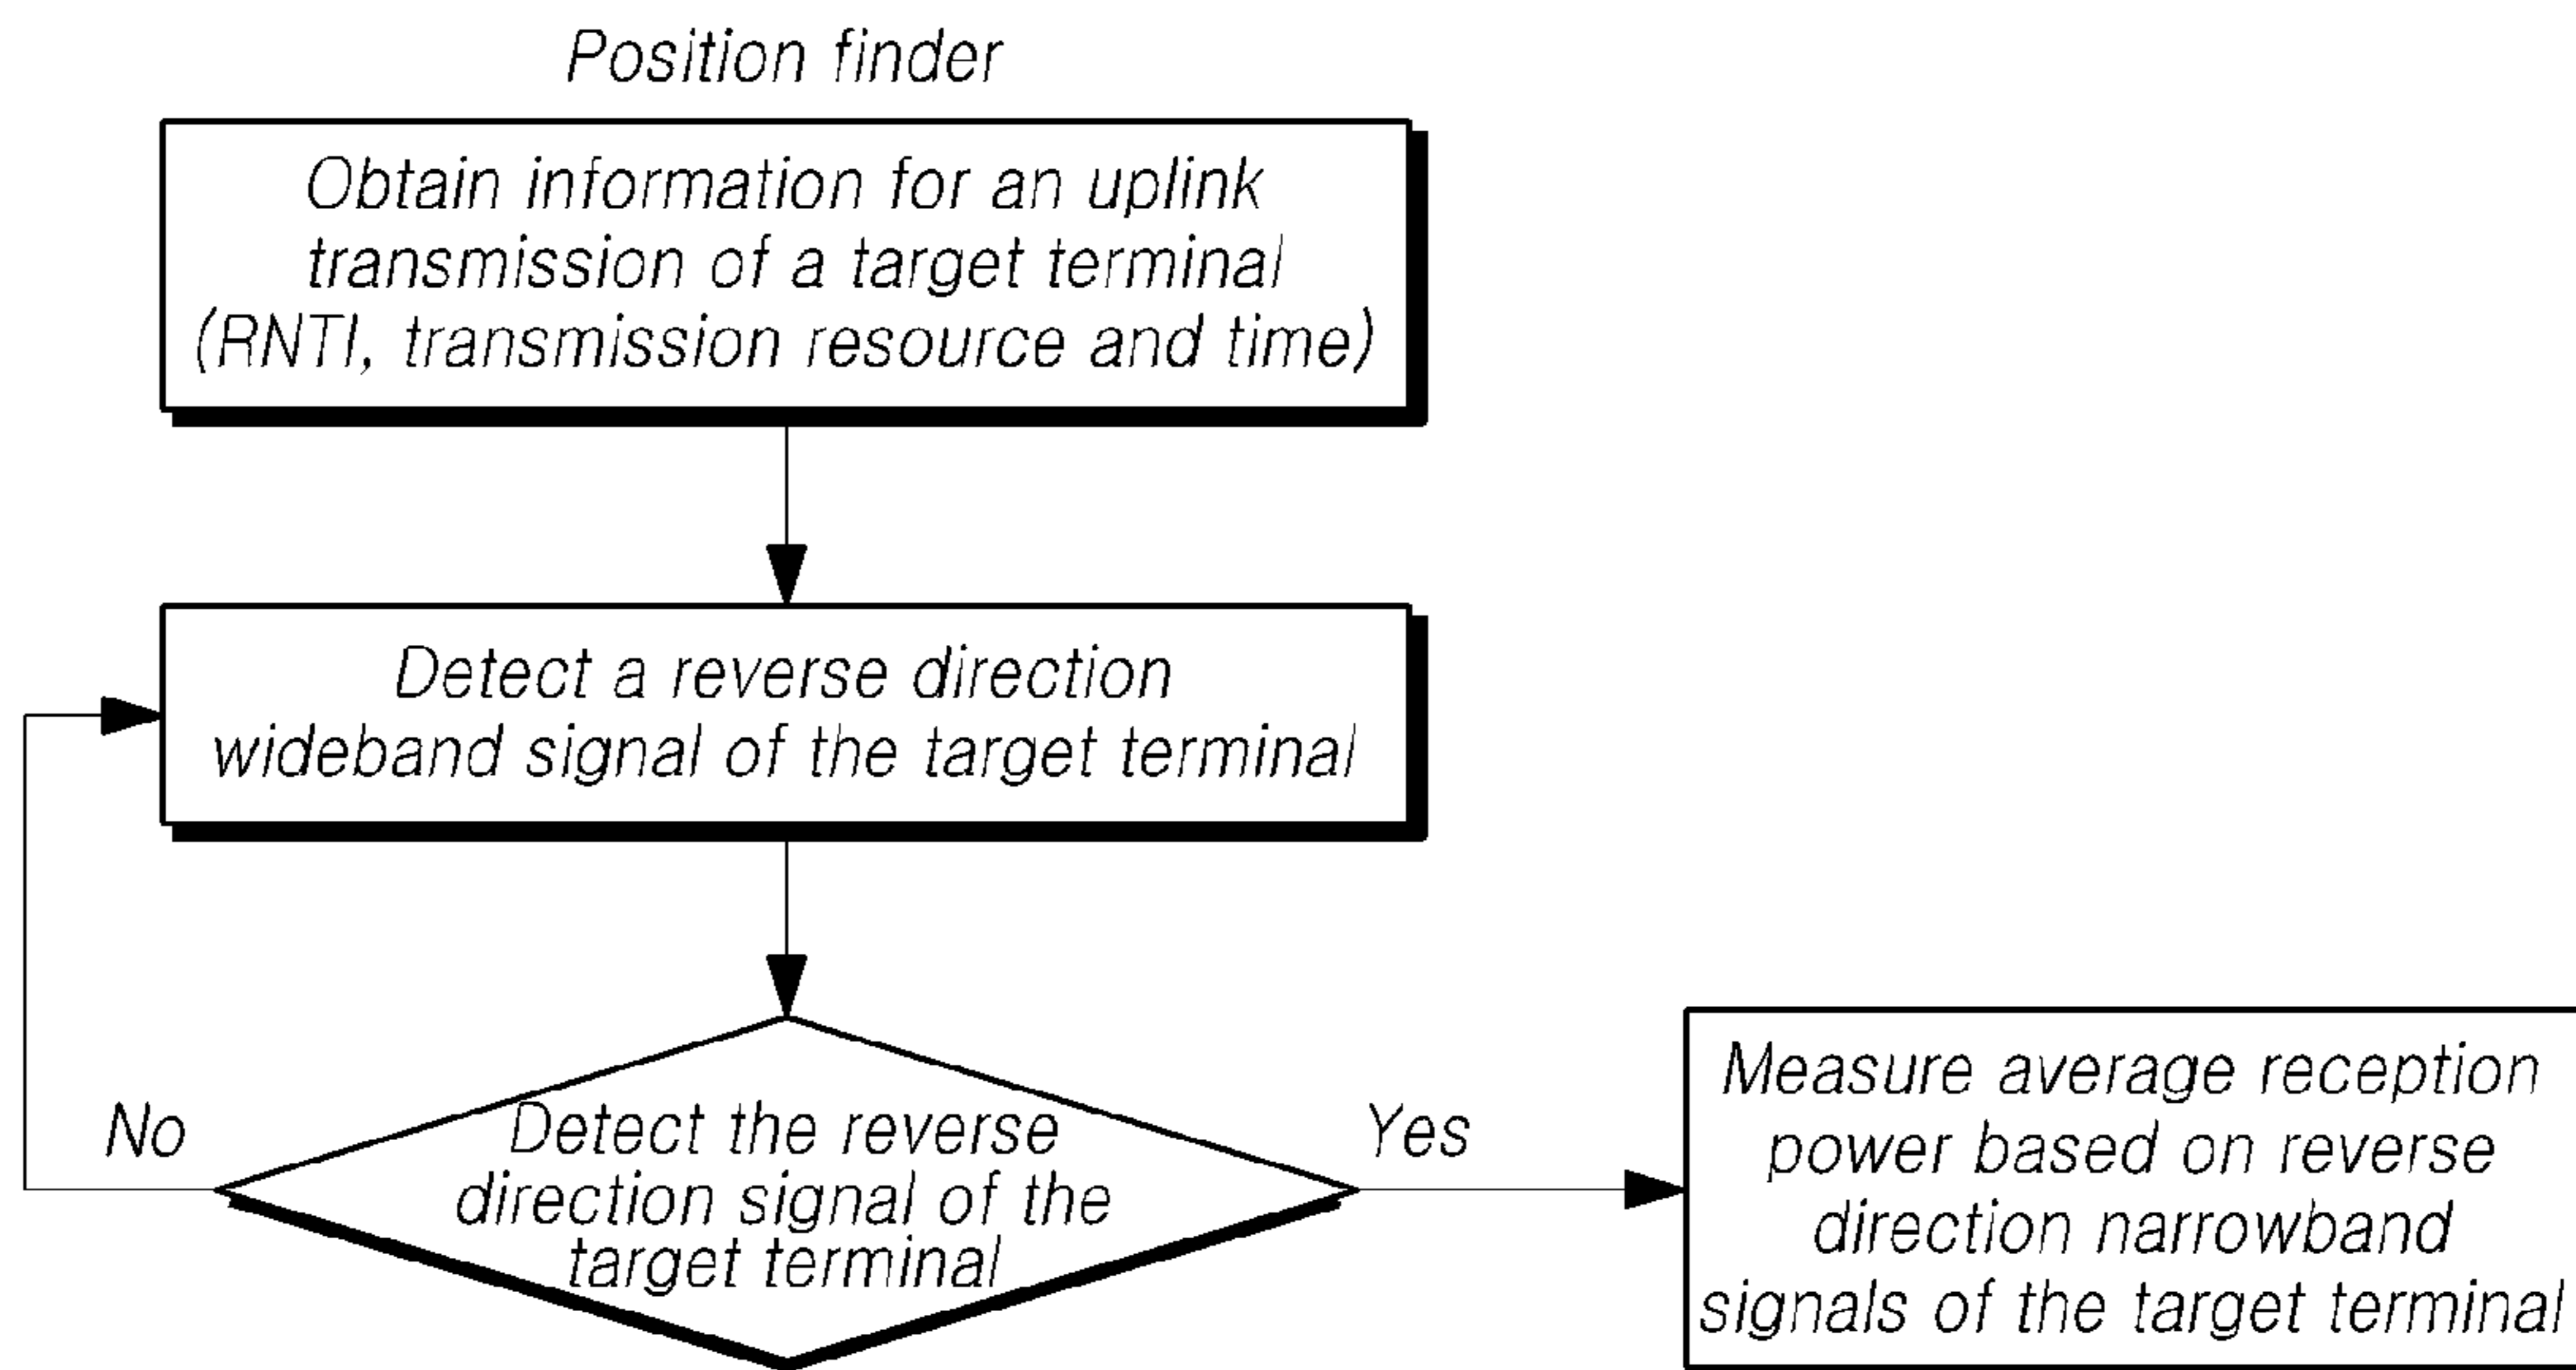 Position finder
Obtain information for an uplink
transmission of a target terminal
(RNTI, transmission resource and time)
Detect a reverse direction
wideband signal of the target terminal
No
Detect the reverse
direction signal of the
target terminal
Yes
Measure average reception
power based on reverse
direction narrowband
signals of the target terminal